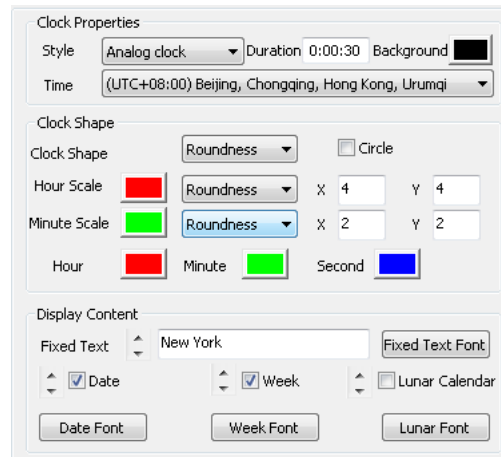 Clock Properties
Style Analog clock Duration 0:00:30 Background
Time (UTC+08:00) Beijing, Chongqing, Hong Kong, Urumqi
Clock Shape
Clock Shape Roundness Circle
Hour Scale Roundness X 4 Y 4
Minute Scale Roundness X 2 Y 2
Hour Minute Second
Display Content
Fixed Text New York Fixed Text Font
Date Week Lunar Calendar
Date Font Week Font Lunar Font